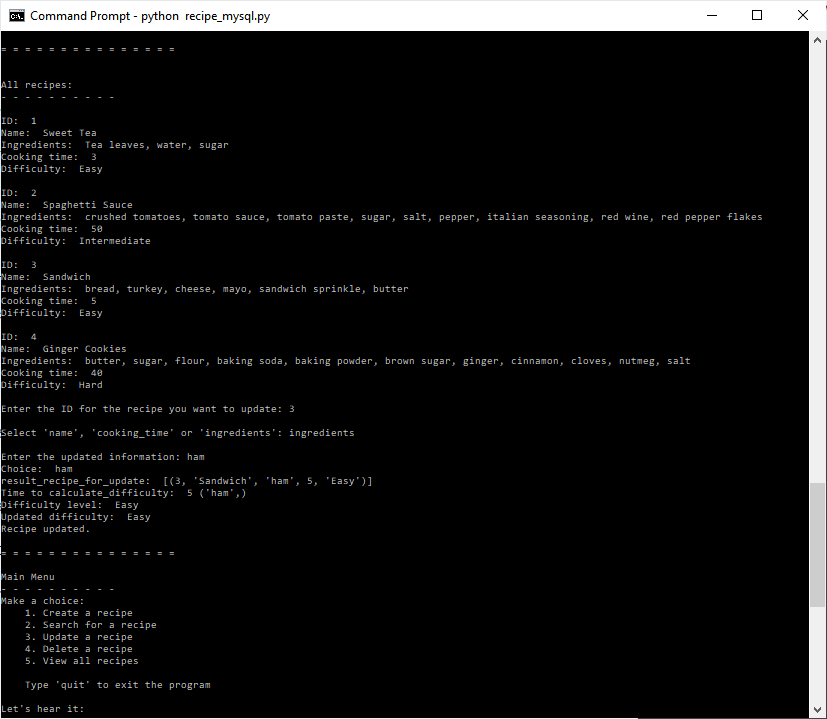 Command Prompt - python  recipe_mysql.py
= = = = = = = = = = = = = = =
All recipes:
- - - - - - - - - -
ID:  1
Name:  Sweet Tea
Ingredients:  Tea leaves, water, sugar
Cooking time:  3
Difficulty:  Easy
ID:  2
Name:  Spaghetti Sauce
Ingredients:  crushed tomatoes, tomato sauce, tomato paste, sugar, salt, pepper, italian seasoning, red wine, red pepper flakes
Cooking time:  50
Difficulty:  Intermediate
ID:  3
Name:  Sandwich
Ingredients:  bread, turkey, cheese, mayo, sandwich sprinkle, butter
Cooking time:  5
Difficulty:  Easy
ID:  4
Name:  Ginger Cookies
Ingredients:  butter, sugar, flour, baking soda, baking powder, brown sugar, ginger, cinnamon, cloves, nutmeg, salt
Cooking time:  40
Difficulty:  Hard
Enter the ID for the recipe you want to update: 3
Select 'name', 'cooking_time' or 'ingredients': ingredients
Enter the updated information: ham
Choice:  ham
result_recipe_for_update:  [(3, 'Sandwich', 'ham', 5, 'Easy')]
Time to calculate_difficulty:  5 ('ham',)
Difficulty level:  Easy
Updated difficulty:  Easy
Recipe updated.
= = = = = = = = = = = = = = =
Main Menu
- - - - - - - - - -
Make a choice:
    1. Create a recipe
    2. Search for a recipe
    3. Update a recipe
    4. Delete a recipe
    5. View all recipes
    Type 'quit' to exit the program
Let's hear it: